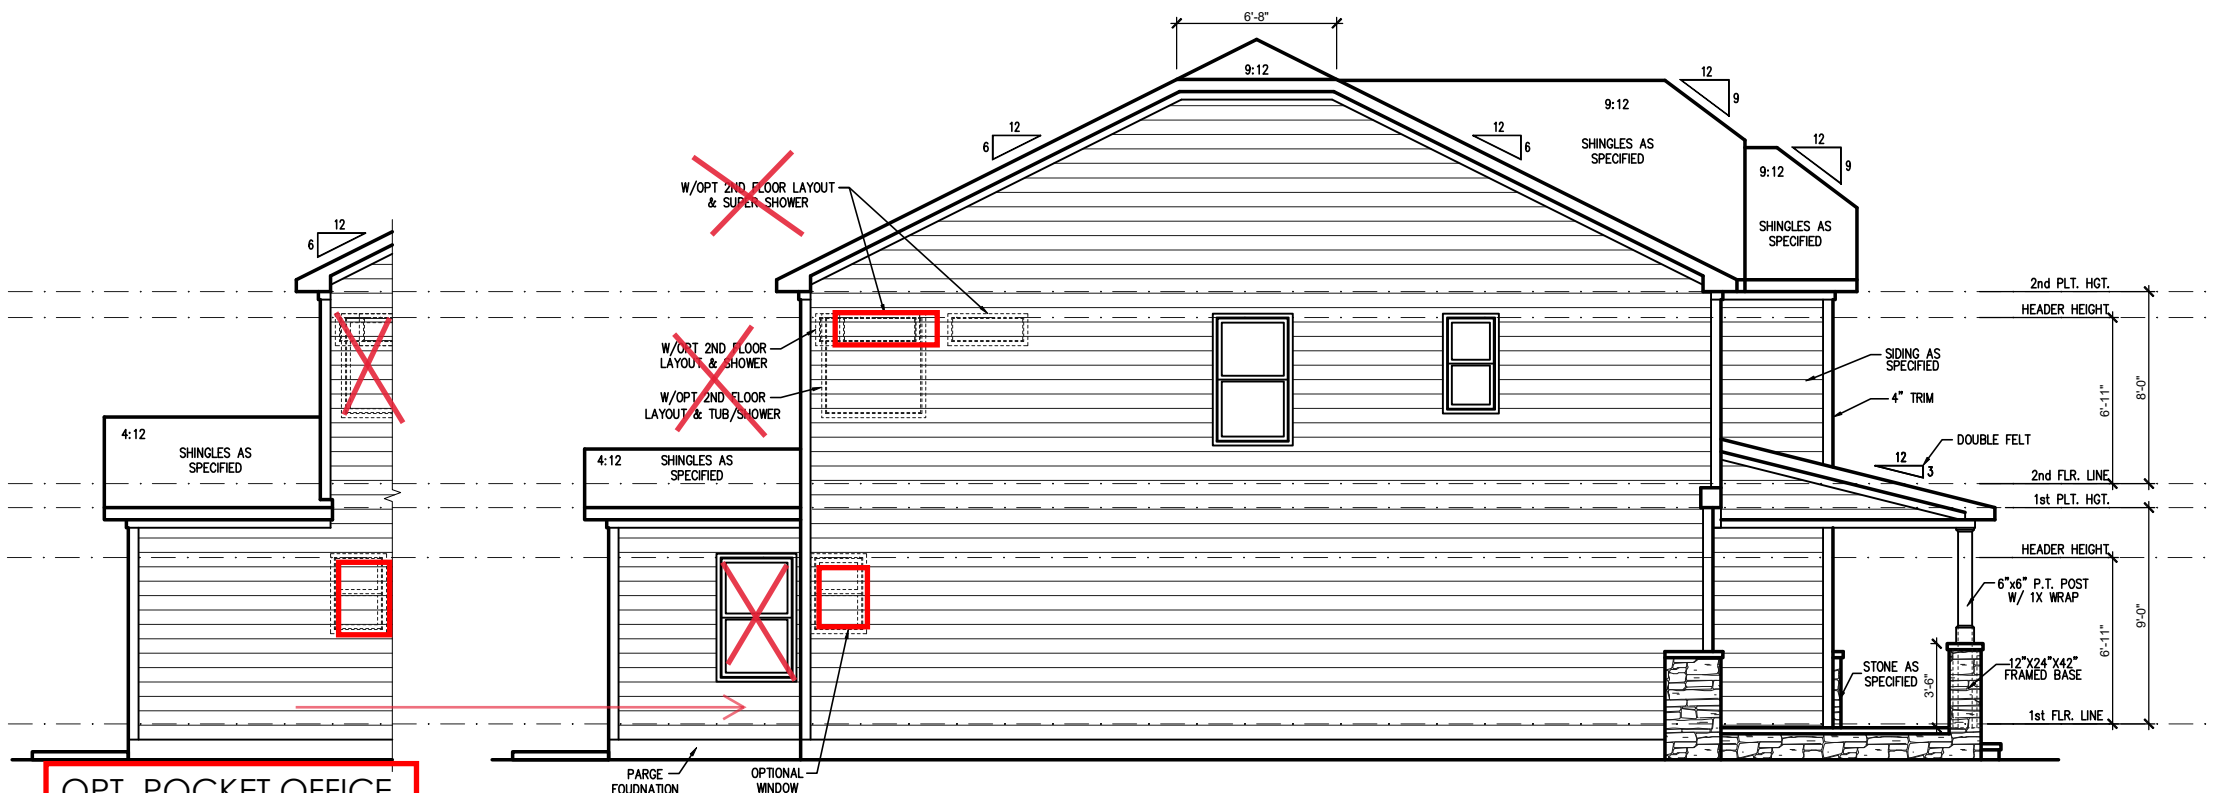 6'-8"
9:12
12
6
12
6
9:12
SHINGLES AS
SPECIFIED
12
9
12
9
9:12
SHINGLES AS
SPECIFIED
W/OPT 2ND FLOOR LAYOUT
& SUPER SHOWER
12
6
W/OPT 2ND FLOOR
LAYOUT & SHOWER
W/OPT 2ND FLOOR
LAYOUT & TUB/SHOWER
4:12
SHINGLES AS
SPECIFIED
4:12
SHINGLES AS
SPECIFIED
2nd PLT. HGT.
HEADER HEIGHT
SIDING AS
SPECIFIED
4" TRIM
6'-11"
8'-0"
DOUBLE FELT
12
3
2nd FLR. LINE
1st PLT. HGT.
HEADER HEIGHT
6"x6" P.T. POST
W/ 1X WRAP
6'-11"
9'-0"
STONE AS
SPECIFIED
3'-6"
12"X24"X42"
FRAMED BASE
1st FLR. LINE
PARGE
FOUDNATION
OPTIONAL
WINDOW
OPT. POCKET OFFICE